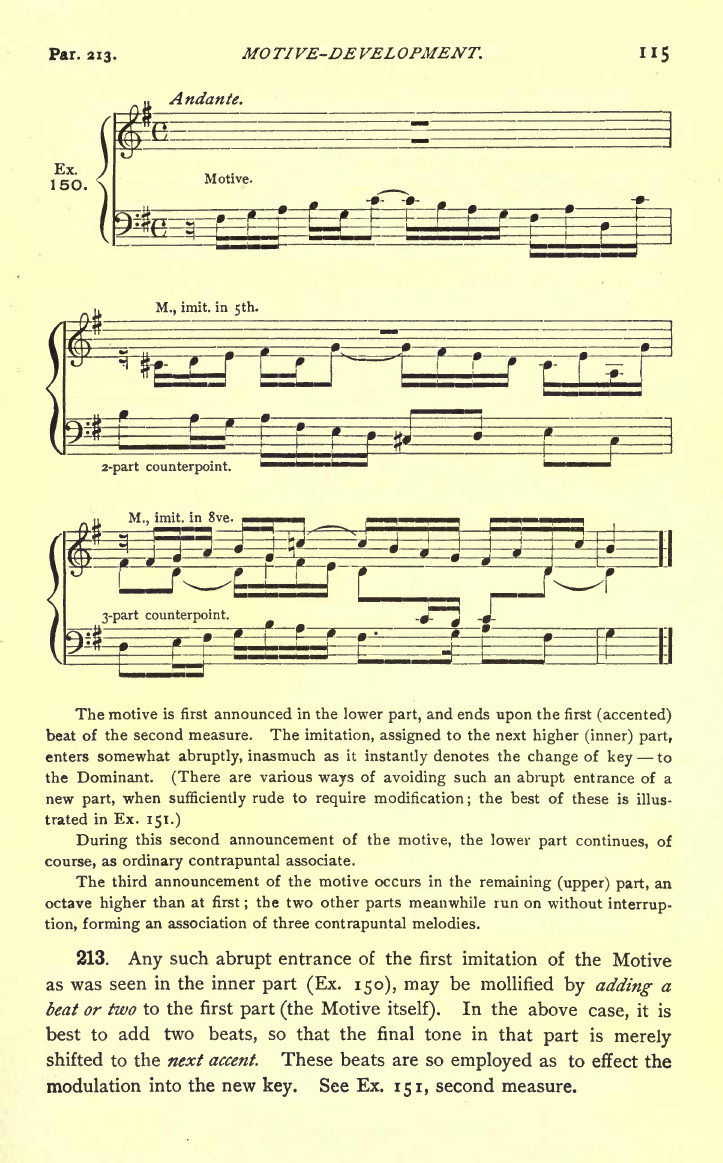 Par. 213. MOTIVE-DEVELOPMENT. 115
Andante.
Ex.
150.
Motive.
M., imit. in 5th.
2-part counterpoint.
M., imit. in 8ve.
3-part counterpoint.
The motive is first announced in the lower part, and ends upon the first (accented)
beat of the second measure. The imitation, assigned to the next higher (inner) part,
enters somewhat abruptly, inasmuch as it instantly denotes the change of key — to
the Dominant. (There are various ways of avoiding such an abrupt entrance of a
new part, when sufficiently rude to require modification; the best of these is illus-
trated in Ex. 151.)
During this second announcement of the motive, the lower part continues, of
course, as ordinary contrapuntal associate.
The third announcement of the motive occurs in the remaining (upper) part, an
octave higher than at first; the two other parts meanwhile run on without interrup-
tion, forming an association of three contrapuntal melodies.
213. Any such abrupt entrance of the first imitation of the Motive
as was seen in the inner part (Ex. 150), may be mollified by adding a
beat or two to the first part (the Motive itself). In the above case, it is
best to add two beats, so that the final tone in that part is merely
shifted to the next accent. These beats are so employed as to effect the
modulation into the new key. See Ex. 151, second measure.